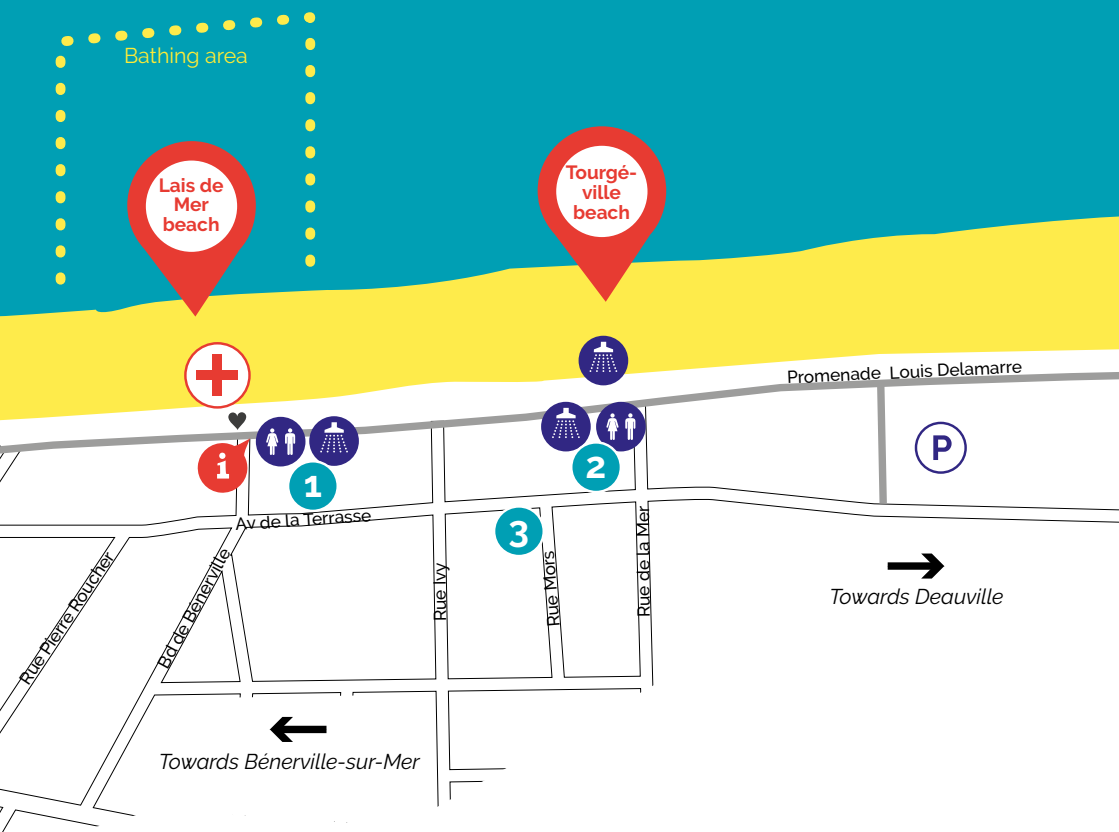 Bathing area
Lais de
Mer
beach
Tourgé-
ville
beach
Promenade Louis Delamarre
i
1
2
P
3
Av de la Terrasse
Rue Pierre Roucher
Bd de Bénerville
Rue Ivy
Rue Mors
Rue de la Mer
Towards Deauville
Towards Bénerville-sur-Mer